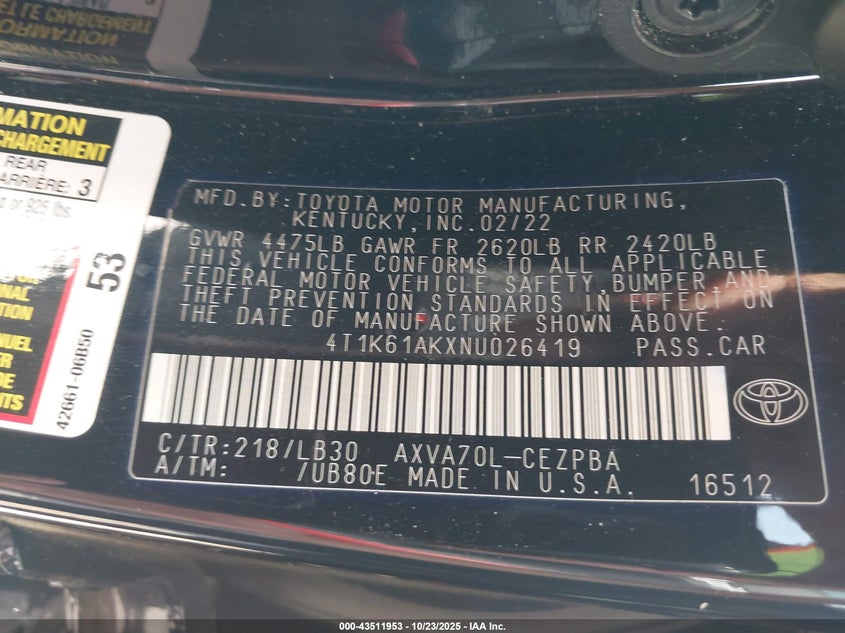 MATION
CHARGEMENT
REAR
ARRIÈRE: 3
or 925 lbs.
53
42661-06B50
MFD.BY:TOYOTA MOTOR MANUFACTURING,
KENTUCKY,INC.02/22
GVWR 4475LB GAWR FR 2620LB RR 2420LB
THIS VEHICLE CONFORMS TO ALL APPLICABLE
FEDERAL MOTOR VEHICLE SAFETY,BUMPER,AND
THEFT PREVENTION STANDARDS IN EFFECT ON
THE DATE OF MANUFACTURE SHOWN ABOVE.
4T1K61AKXNU026419 PASS.CAR
C/TR:218/LB30 AXVA70L-CEZPBA
A/TM: /UB80E MADE IN U.S.A. 16512
000-43511953 | 10/23/2025 | IAA Inc.